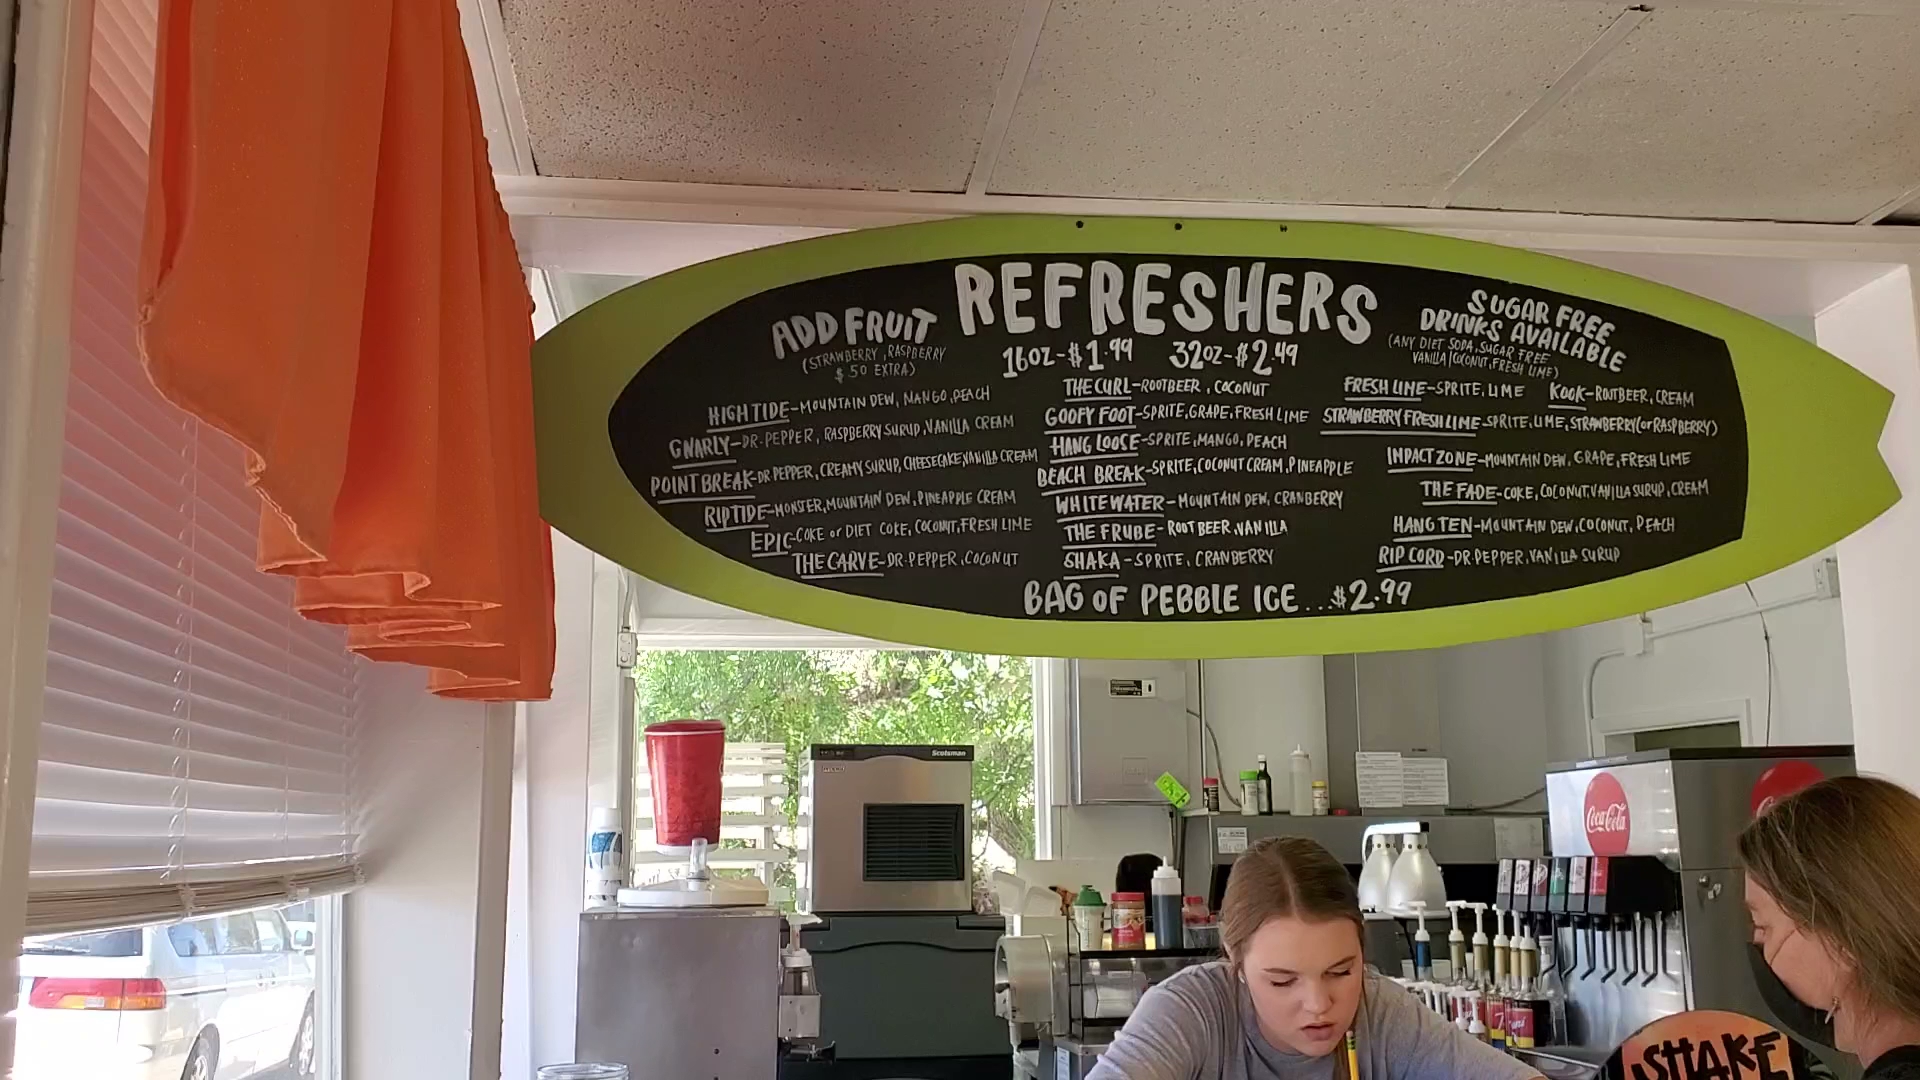 REFRESHERS
16OZ-$1.99 32OZ-$2.49
ADD FRUIT
(STRAWBERRY, RASPBERRY
$.50 EXTRA)
HIGH TIDE-MOUNTAIN DEW, MANGO, PEACH
GNARLY-DR. PEPPER, RASPBERRY SURUP, VANILLA CREAM
POINT BREAK-DR PEPPER, CREAMY SURUP, CHEESECAKE, VANILLA CREAM
RIPTIDE-MONSTER, MOUNTAIN DEW, PINEAPPLE CREAM
EPIC-COKE or DIET COKE, COCONUT, FRESH LIME
THE CARVE-DR. PEPPER, COCONUT
THE CURL-ROOTBEER, COCONUT
GOOFY FOOT-SPRITE, GRAPE, FRESH LIME
HANG LOOSE-SPRITE, MANGO, PEACH
BEACH BREAK-SPRITE, COCONUT CREAM, PINEAPPLE
WHITEWATER-MOUNTAIN DEW, CRANBERRY
THE FRUBE-ROOT BEER, VANILLA
SHAKA-SPRITE, CRANBERRY
SUGAR FREE
DRINKS AVAILABLE
(ANY DIET SODA, SUGAR FREE
VANILLA/COCONUT, FRESH LIME)
FRESH LIME-SPRITE, LIME KOOK-ROOTBEER, CREAM
STRAWBERRY FRESH LIME-SPRITE, LIME, STRAWBERRY (or RASPBERRY)
IMPACT ZONE-MOUNTAIN DEW, GRAPE, FRESH LIME
THE FADE-COKE, COCONUT, VANILLA SURUP, CREAM
HANG TEN-MOUNTAIN DEW, COCONUT, PEACH
RIP CORD-DR. PEPPER, VANILLA SURUP
BAG OF PEBBLE ICE...$2.99
Scotsman
Coca-Cola
SHAKE